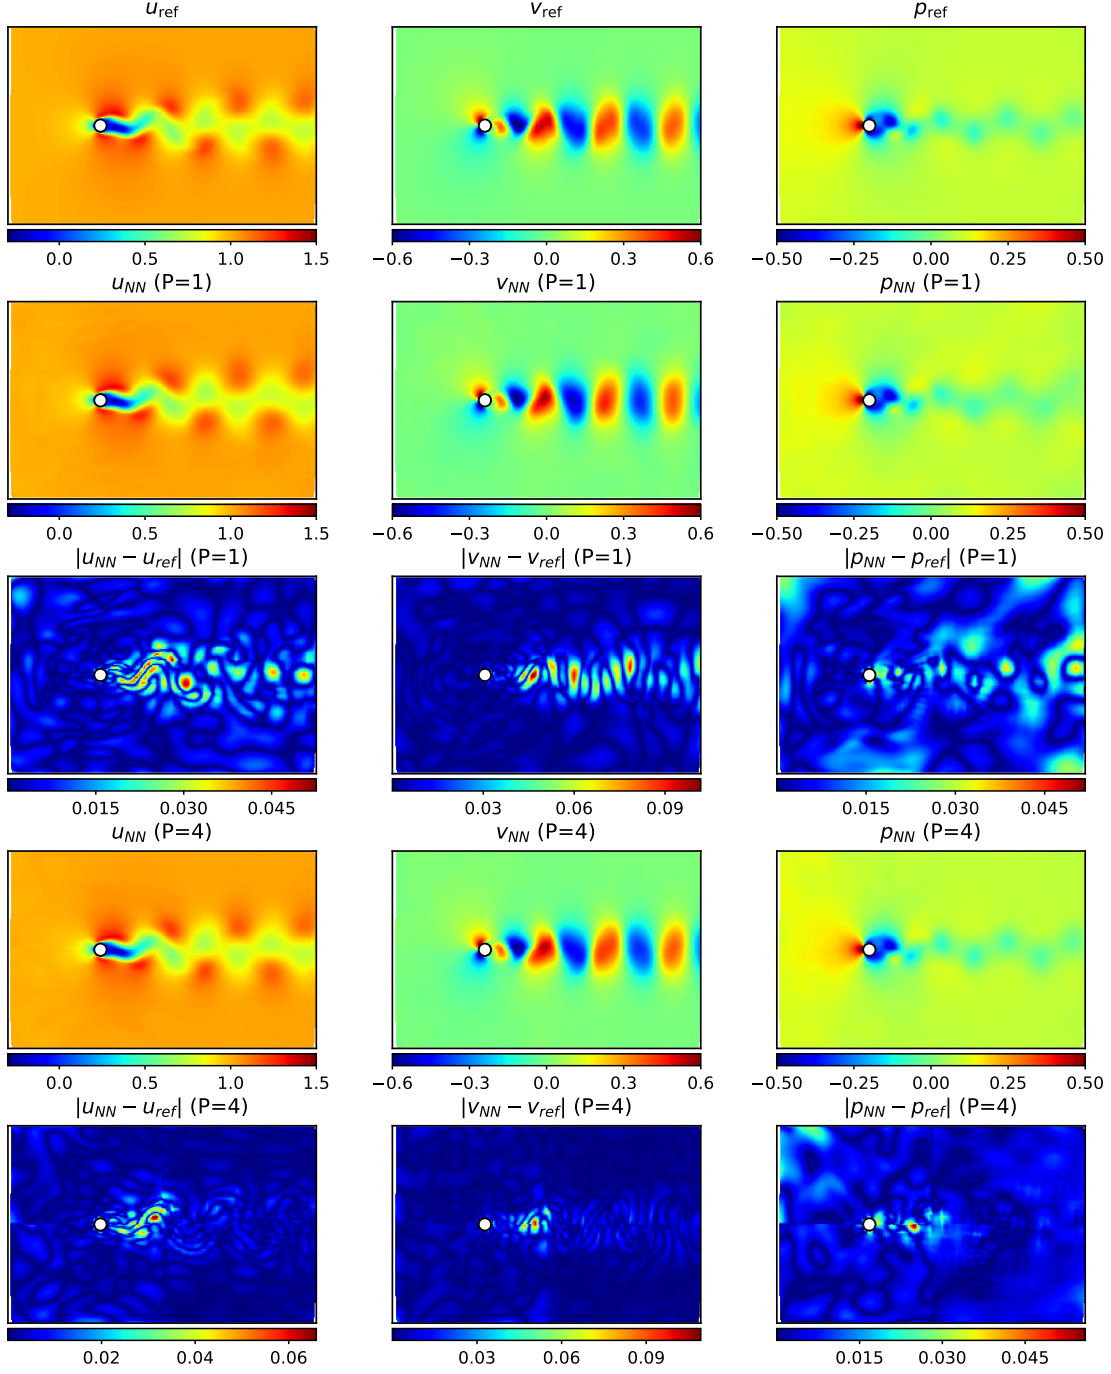 u_ref v_ref p_ref
0.0 0.5 1.0 1.5 −0.6 −0.3 0.0 0.3 0.6 −0.50 −0.25 0.00 0.25 0.50
u_NN (P=1) v_NN (P=1) p_NN (P=1)
0.0 0.5 1.0 1.5 −0.6 −0.3 0.0 0.3 0.6 −0.50 −0.25 0.00 0.25 0.50
|u_NN − u_ref| (P=1) |v_NN − v_ref| (P=1) |p_NN − p_ref| (P=1)
0.015 0.030 0.045 0.03 0.06 0.09 0.015 0.030 0.045
u_NN (P=4) v_NN (P=4) p_NN (P=4)
0.0 0.5 1.0 1.5 −0.6 −0.3 0.0 0.3 0.6 −0.50 −0.25 0.00 0.25 0.50
|u_NN − u_ref| (P=4) |v_NN − v_ref| (P=4) |p_NN − p_ref| (P=4)
0.02 0.04 0.06 0.03 0.06 0.09 0.015 0.030 0.045